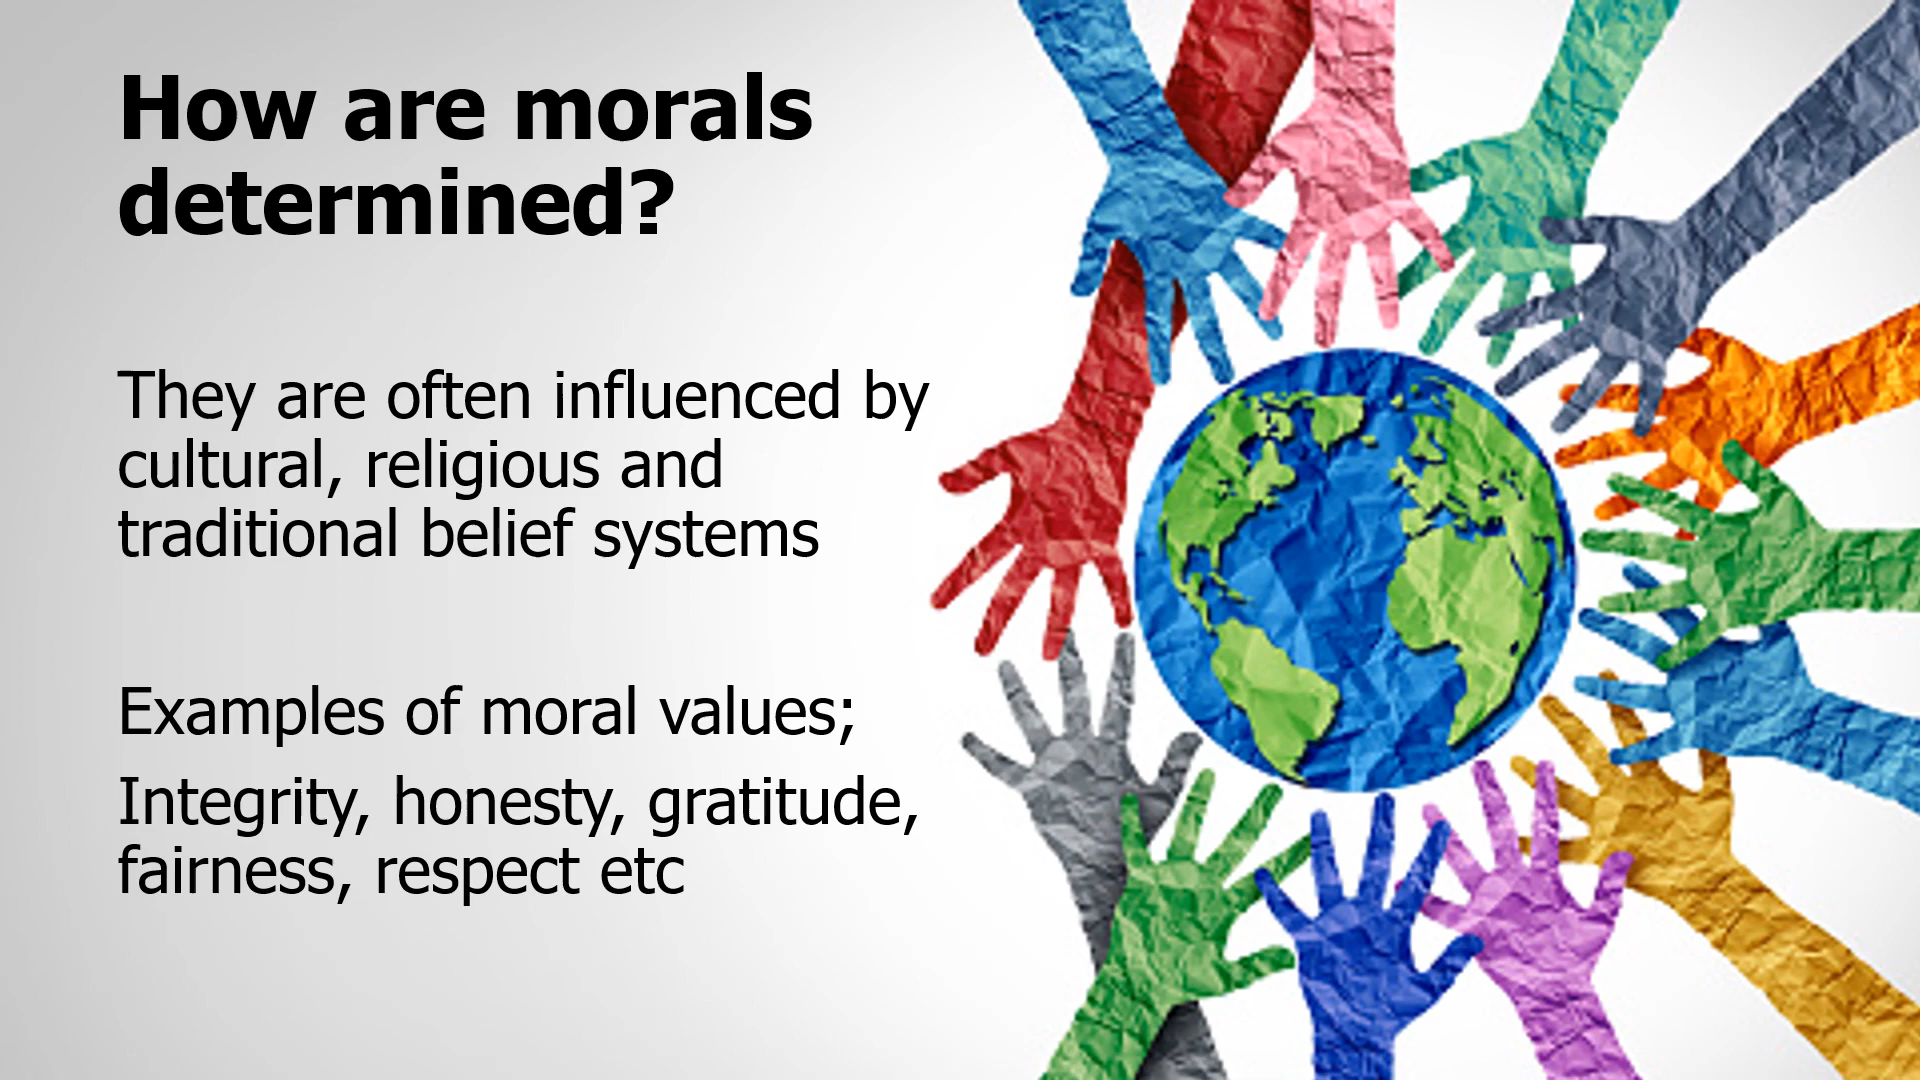 How are morals
determined?
They are often influenced by
cultural, religious and
traditional belief systems
Examples of moral values;
Integrity, honesty, gratitude,
fairness, respect etc